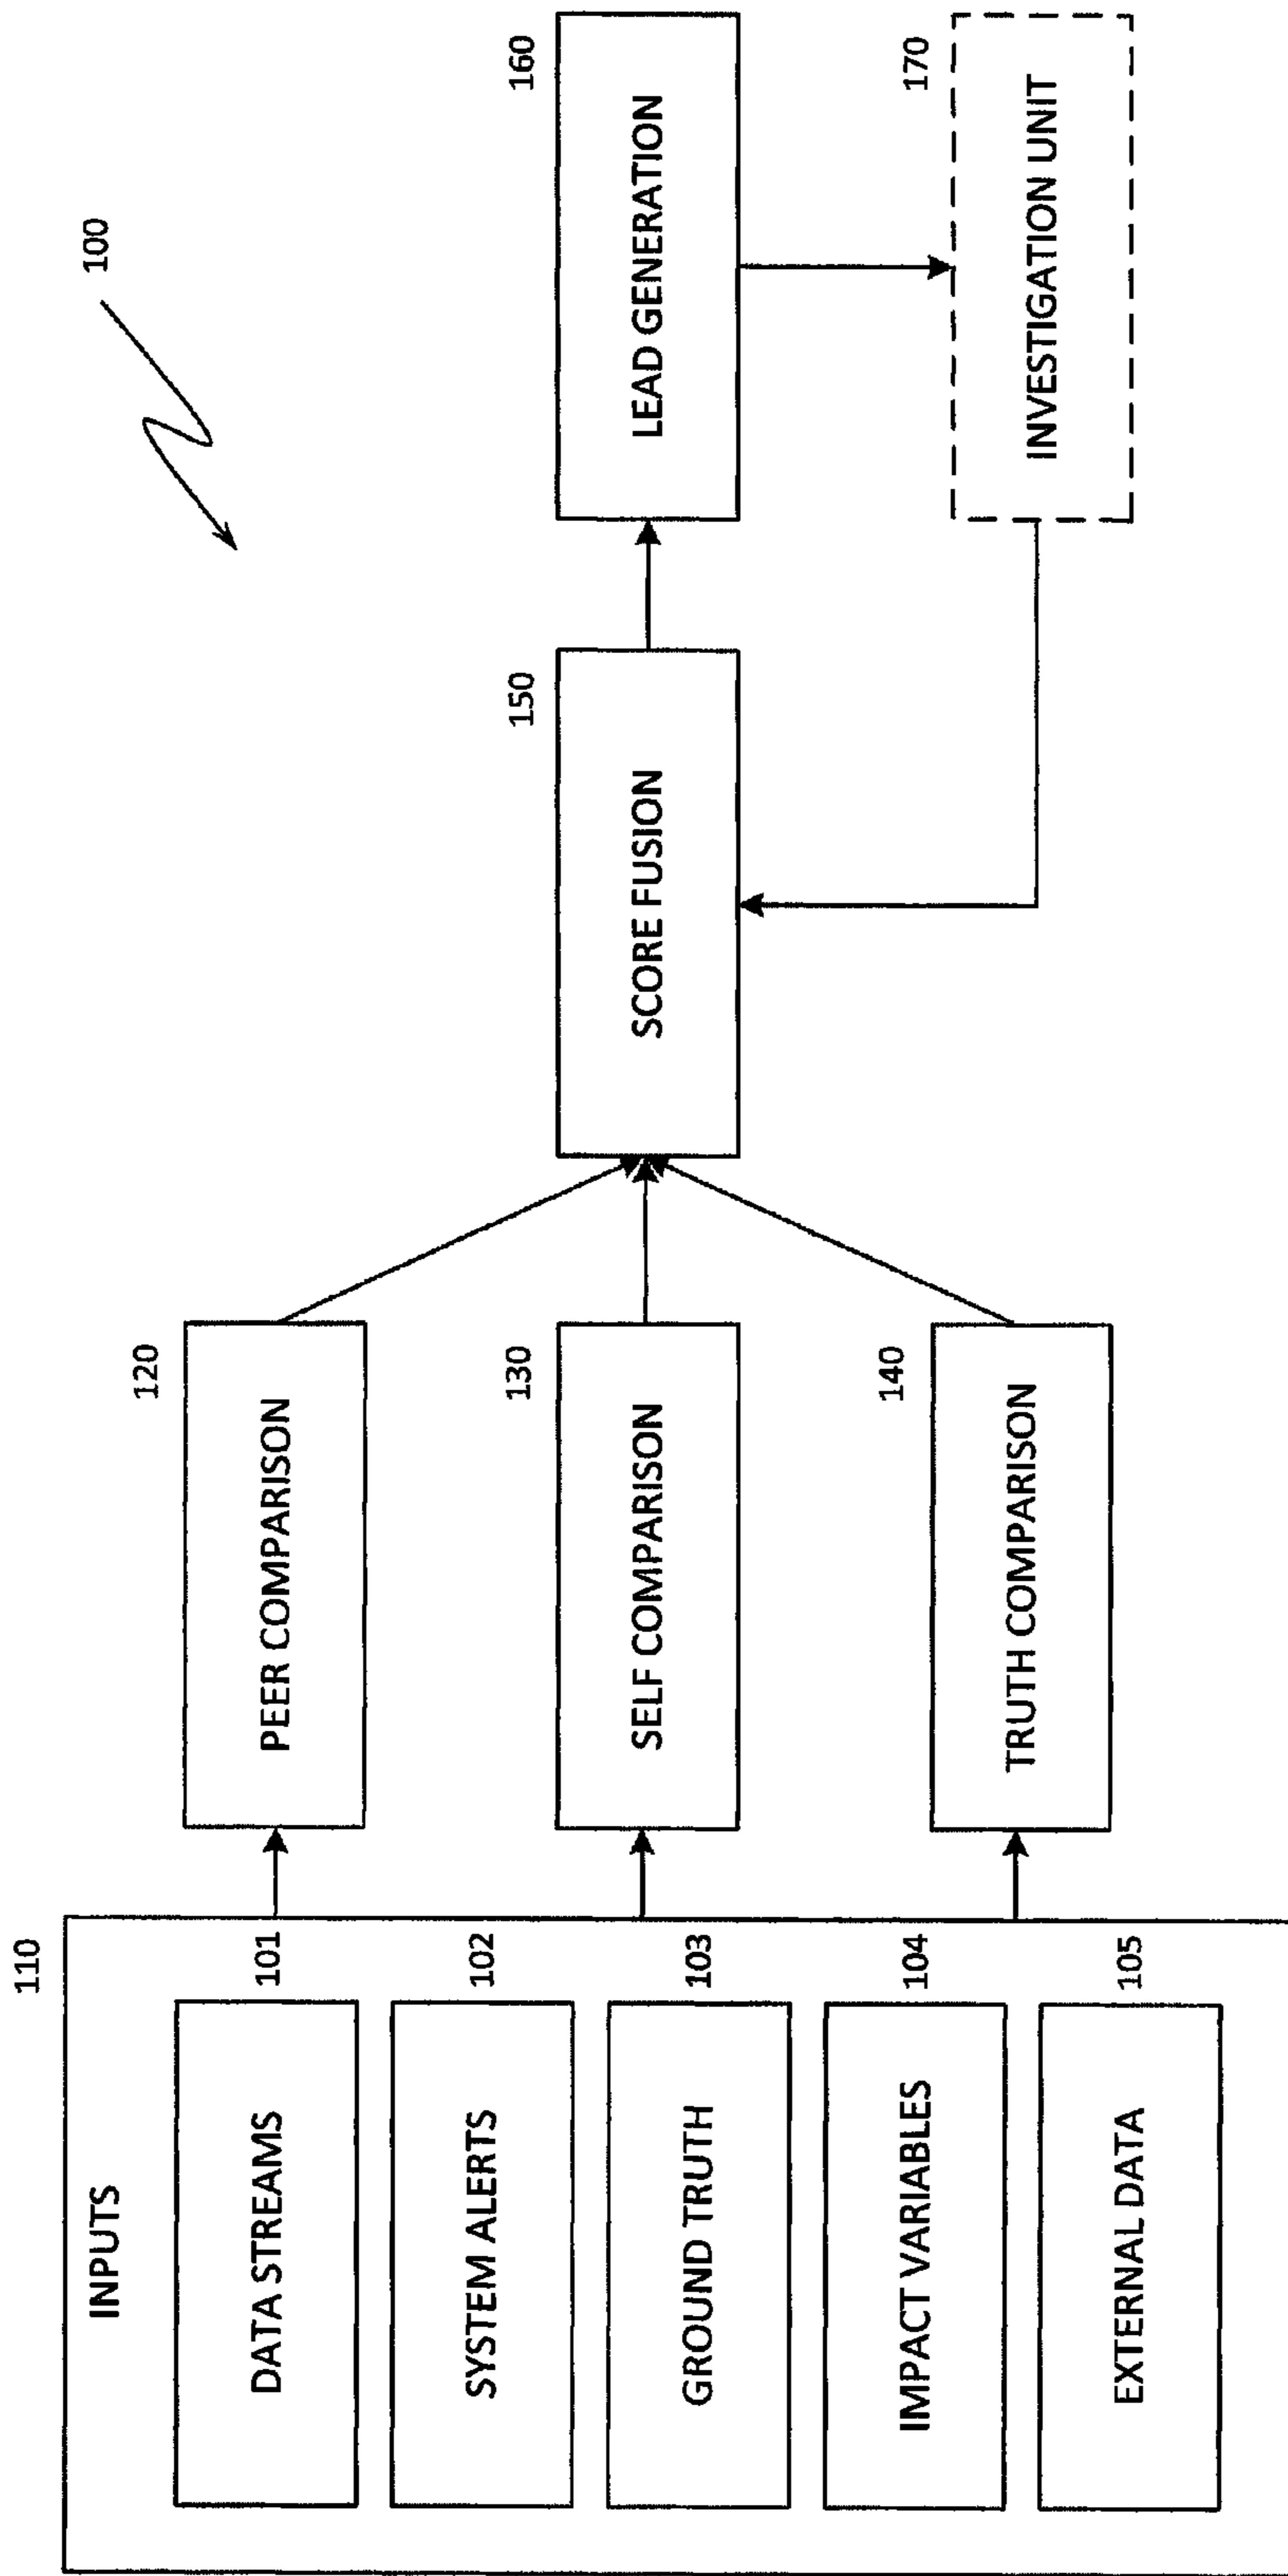 100
110
INPUTS
DATA STREAMS
101
SYSTEM ALERTS
102
GROUND TRUTH
103
IMPACT VARIABLES
104
EXTERNAL DATA
105
120
PEER COMPARISON
130
SELF COMPARISON
140
TRUTH COMPARISON
150
SCORE FUSION
160
LEAD GENERATION
170
INVESTIGATION UNIT